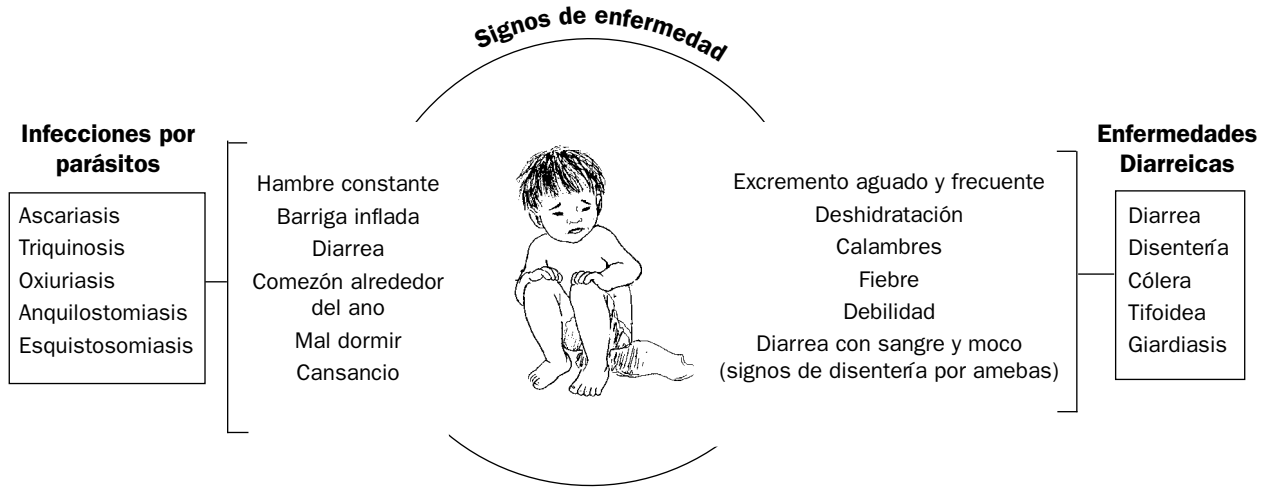 Signos de enfermedad
Infecciones por
parásitos
Ascariasis
Triquinosis
Oxiuriasis
Anquilostomiasis
Esquistosomiasis
Hambre constante
Barriga inflada
Diarrea
Comezón alrededor
del ano
Mal dormir
Cansancio
Excremento aguado y frecuente
Deshidratación
Calambres
Fiebre
Debilidad
Diarrea con sangre y moco
(signos de disentería por amebas)
Enfermedades
Diarreicas
Diarrea
Disentería
Cólera
Tifoidea
Giardiasis